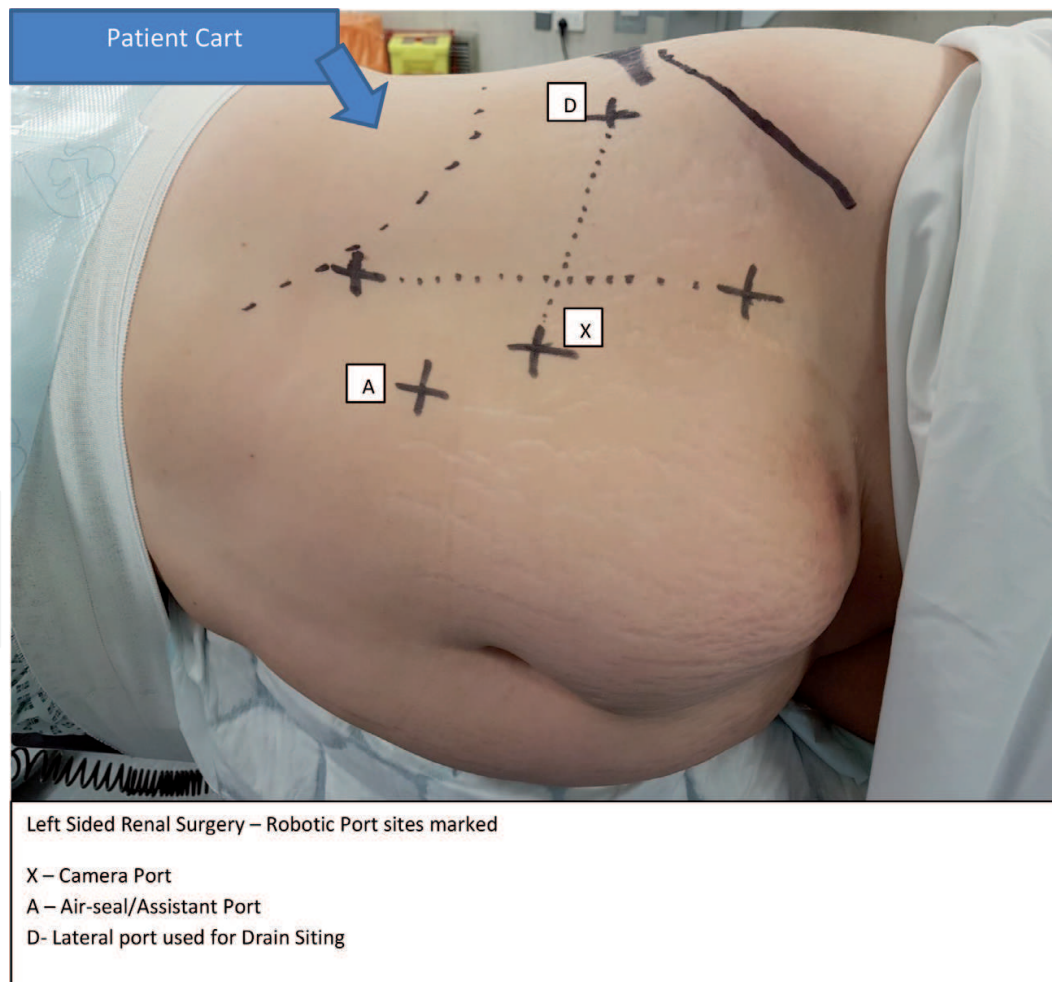 Patient Cart
D
X
A
Left Sided Renal Surgery – Robotic Port sites marked
X – Camera Port
A – Air-seal/Assistant Port
D- Lateral port used for Drain Siting